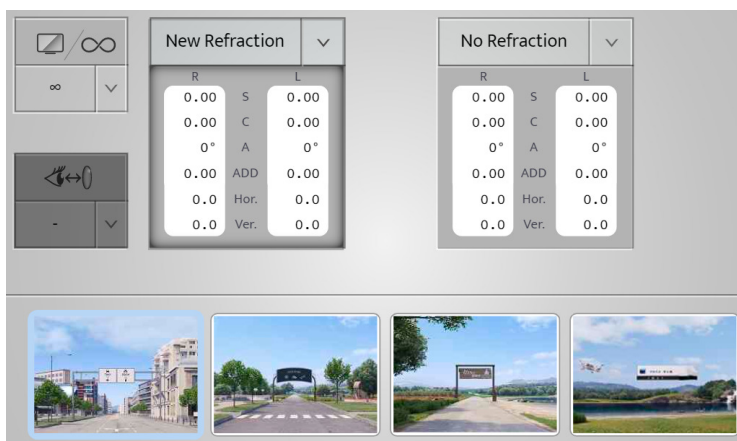 New Refraction
No Refraction
∞
R L
0.00 S 0.00
0.00 C 0.00
0° A 0°
0.00 ADD 0.00
0.0 Hor. 0.0
0.0 Ver. 0.0
R L
0.00 S 0.00
0.00 C 0.00
0° A 0°
0.00 ADD 0.00
0.0 Hor. 0.0
0.0 Ver. 0.0
-